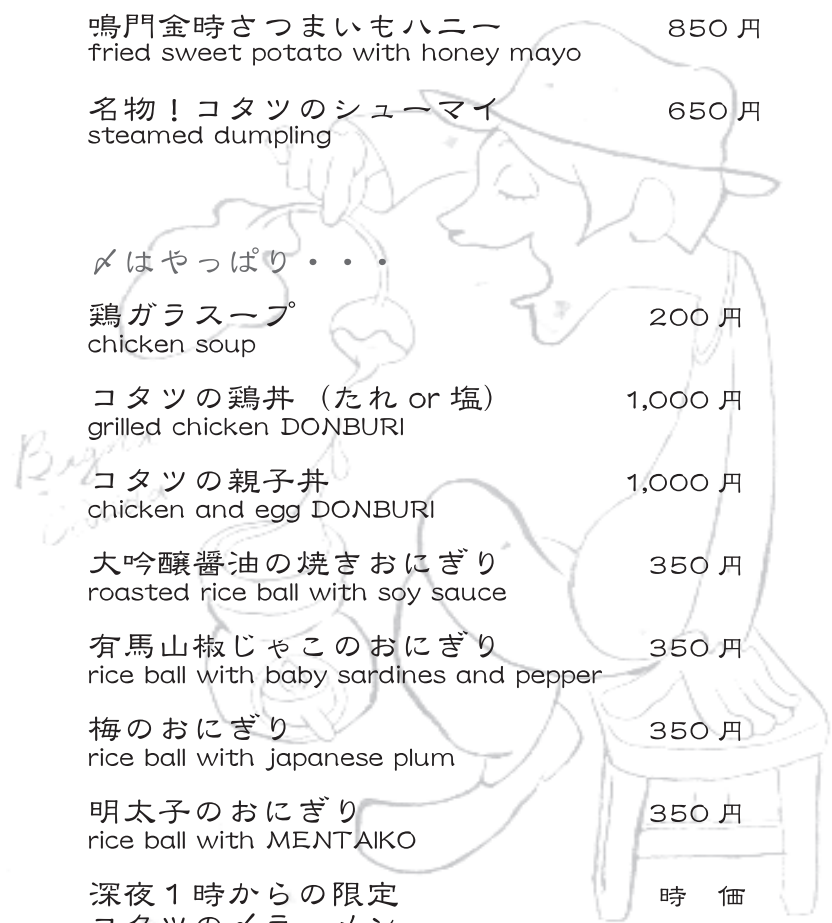 鳴門金時さつまいもハニー 850 円
fried sweet potato with honey mayo
名物！コタツのシューマイ 650 円
steamed dumpling
〆はやっぱり・・・
鶏ガラスープ 200 円
chicken soup
コタツの鶏丼（たれ or 塩） 1,000 円
grilled chicken DONBURI
コタツの親子丼 1,000 円
chicken and egg DONBURI
大吟醸醤油の焼きおにぎり 350 円
roasted rice ball with soy sauce
有馬山椒じゃこのおにぎり 350 円
rice ball with baby sardines and pepper
梅のおにぎり 350 円
rice ball with japanese plum
明太子のおにぎり 350 円
rice ball with MENTAIKO
深夜１時からの限定 時 価